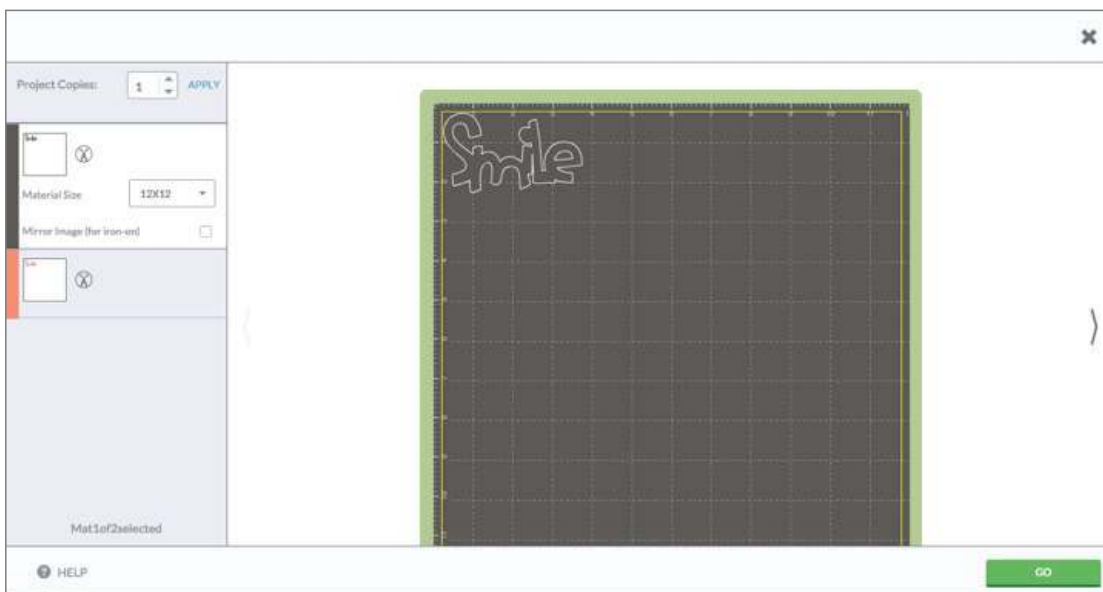 Project Copies: 1 APPLY
Material Size 12X12
Mirror Image (for iron-on)
Mat1of2selected
Smile
HELP
GO